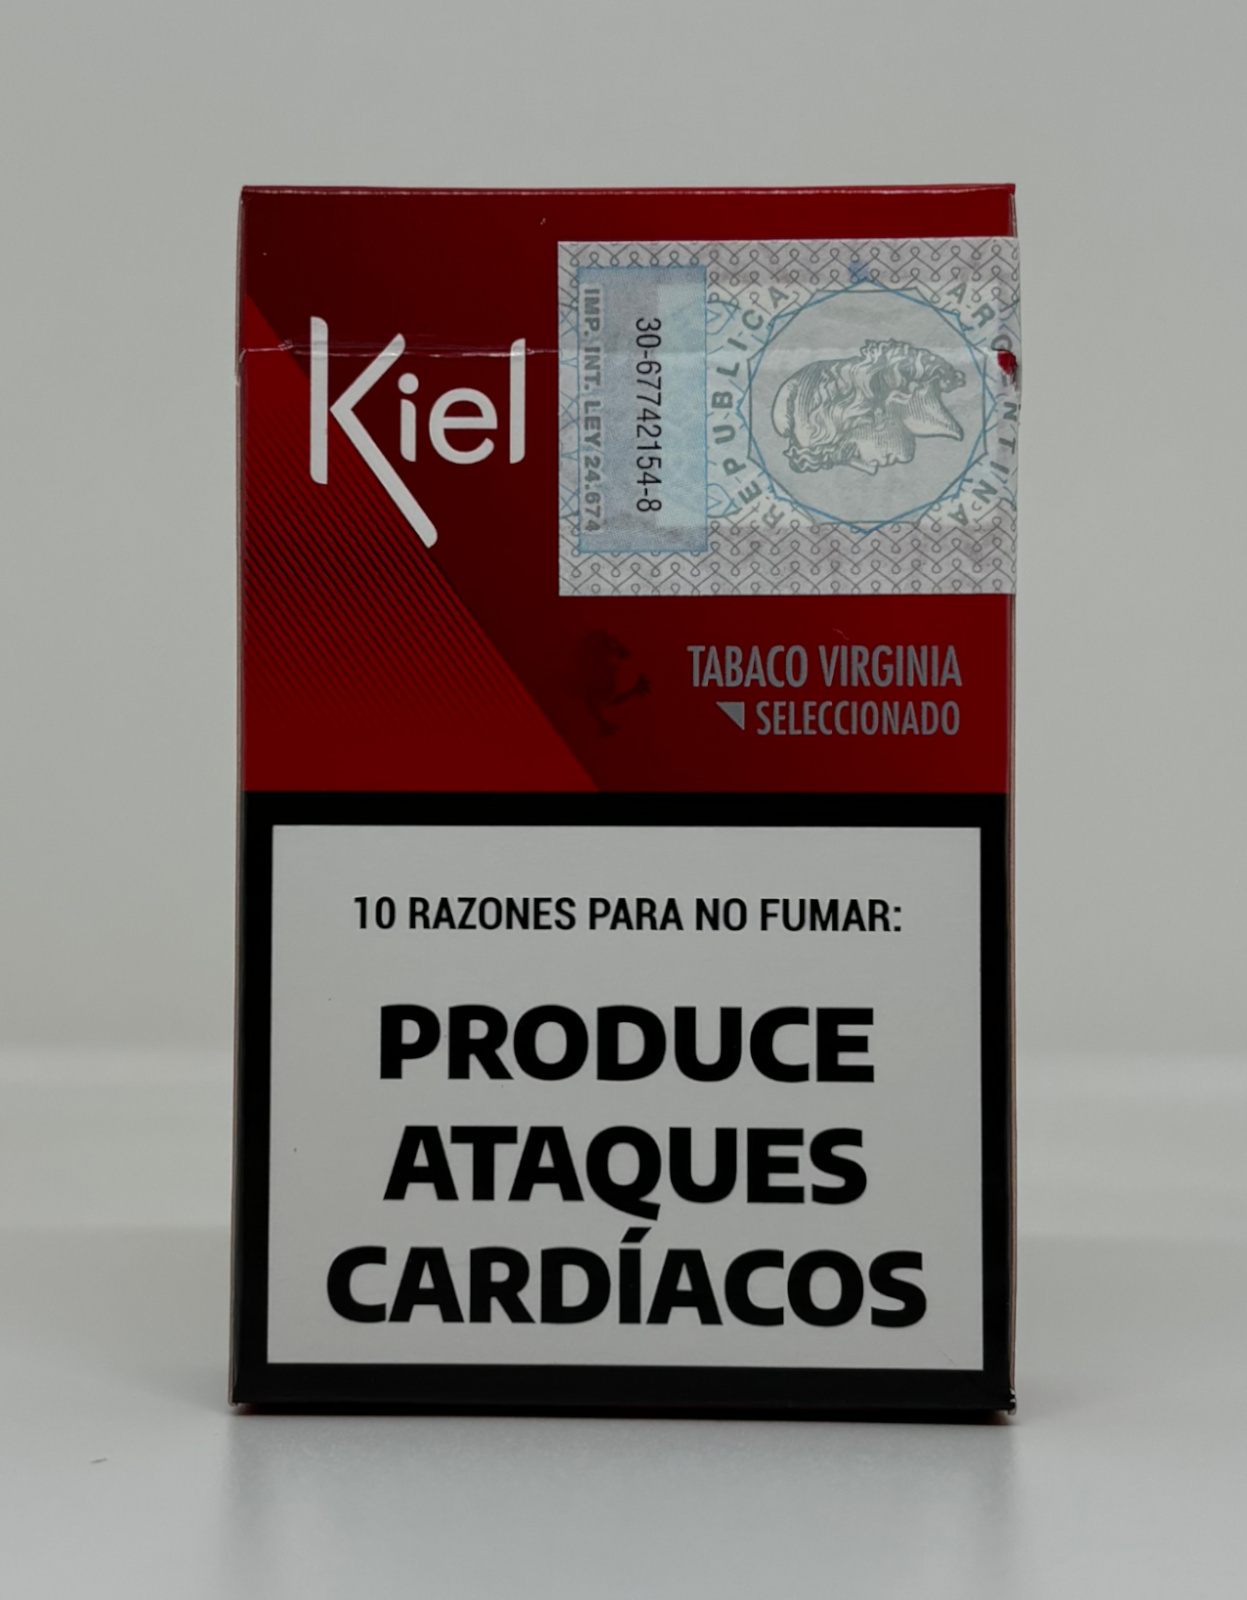 Kiel
IMP. INT. LEY 24.674
30-67742154-8
REPUBLICA ARGENTINA
TABACO VIRGINIA
SELECCIONADO
10 RAZONES PARA NO FUMAR:
PRODUCE
ATAQUES
CARDÍACOS